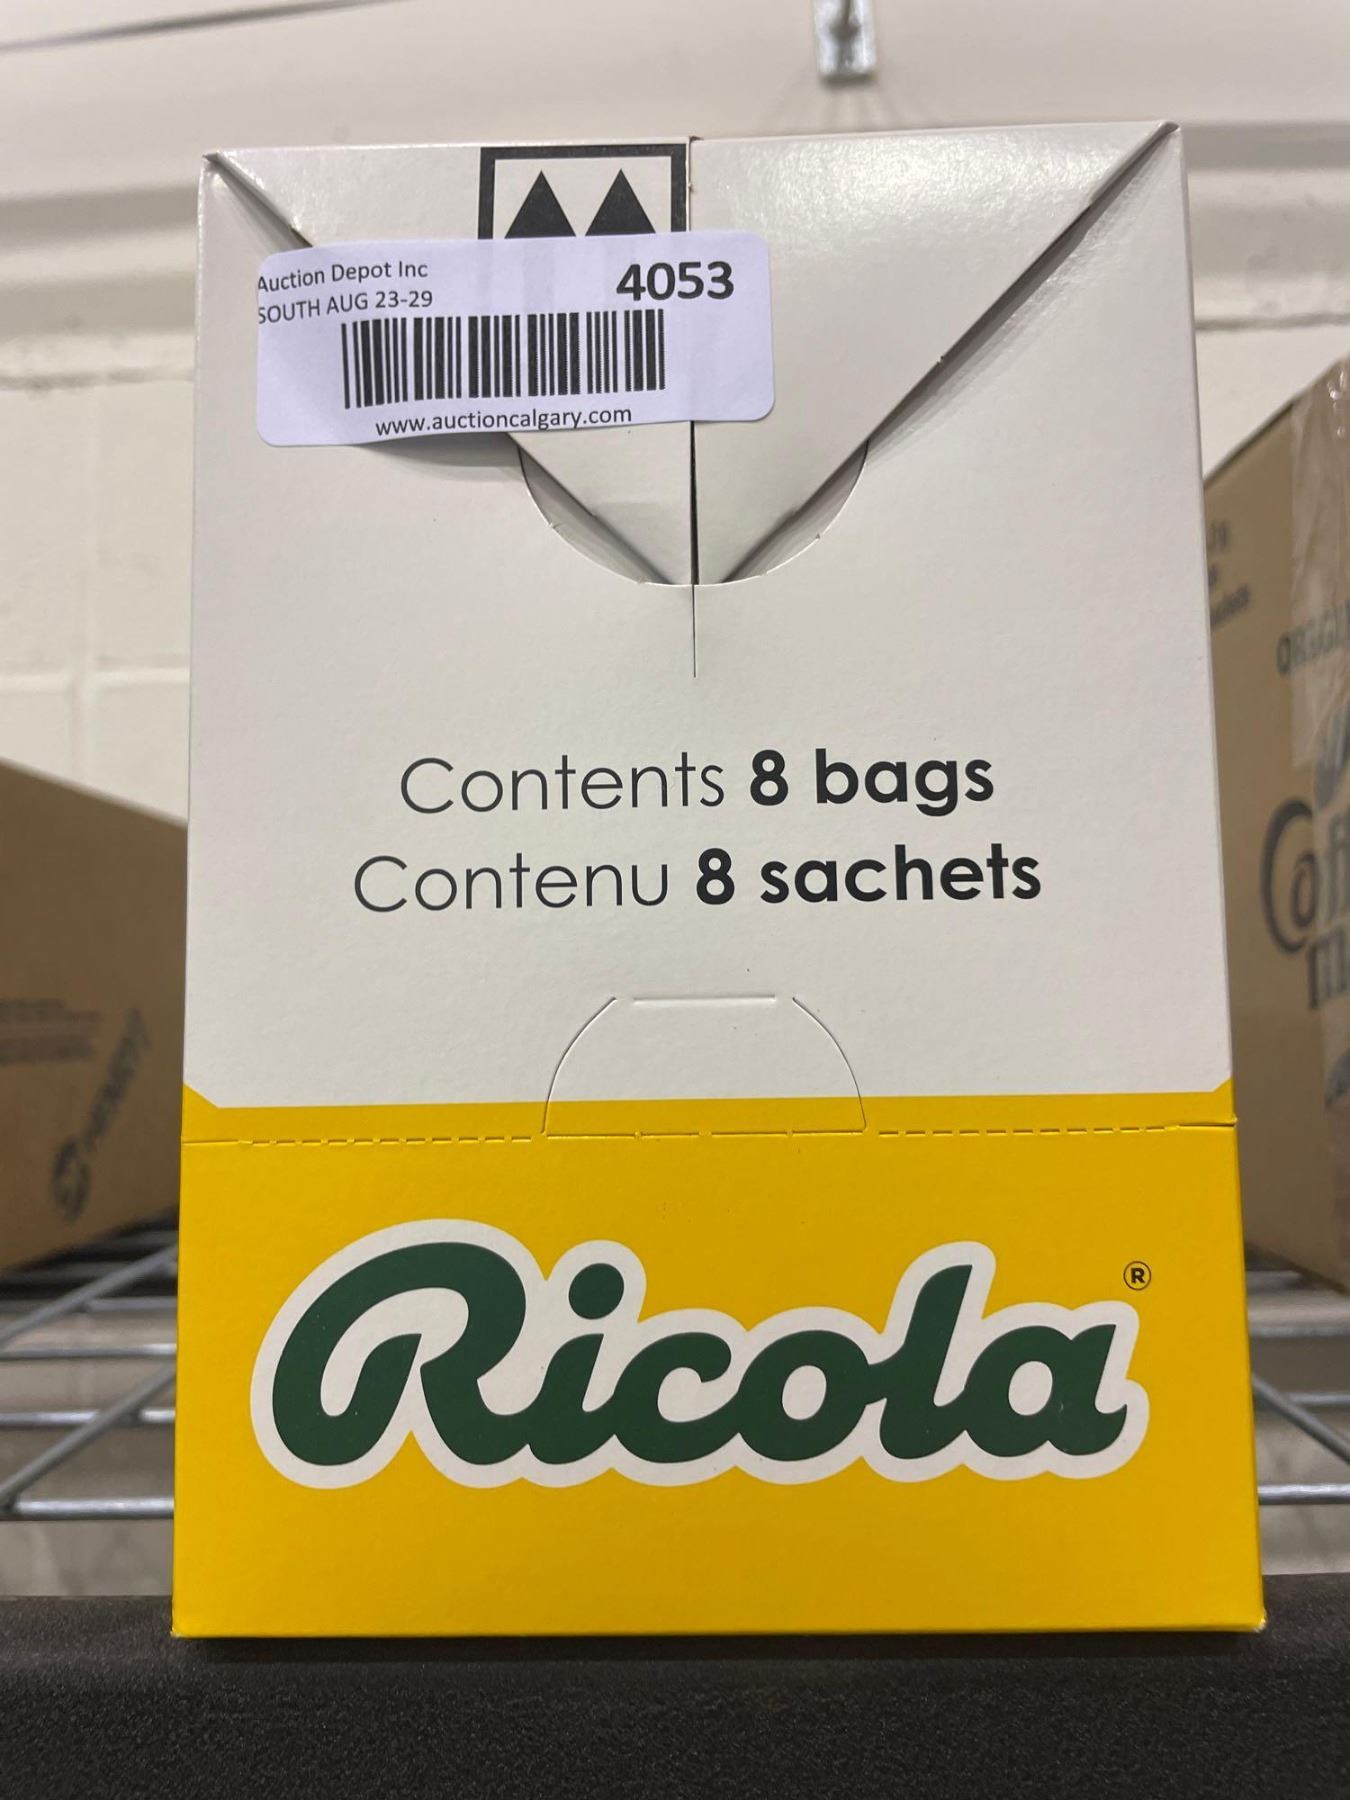 Auction Depot Inc
SOUTH AUG 23-29
4053
www.auctioncalgary.com
Contents 8 bags
Contenu 8 sachets
Ricola®